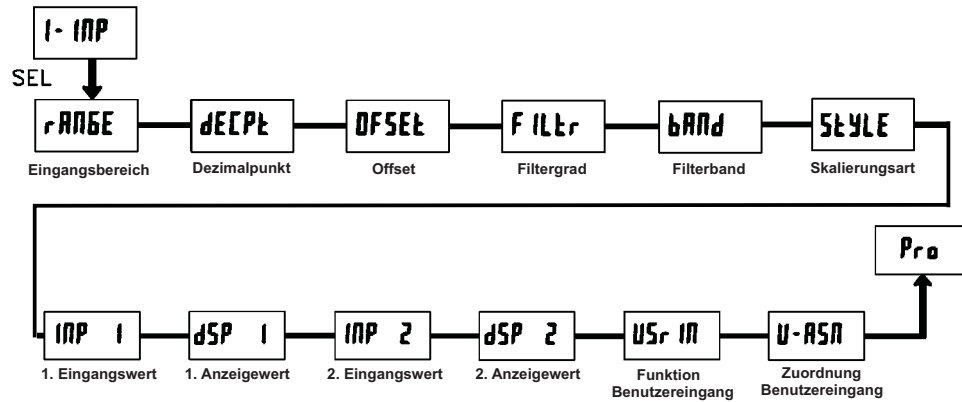 I-INP
SEL
rANGE
dECPt
OFSEt
FILtr
bANd
StYLE
Eingangsbereich
Dezimalpunkt
Offset
Filtergrad
Filterband
Skalierungsart
Pro
INP 1
dSP 1
INP 2
dSP 2
USr IN
U-ASN
1. Eingangswert
1. Anzeigewert
2. Eingangswert
2. Anzeigewert
Funktion
Benutzereingang
Zuordnung
Benutzereingang